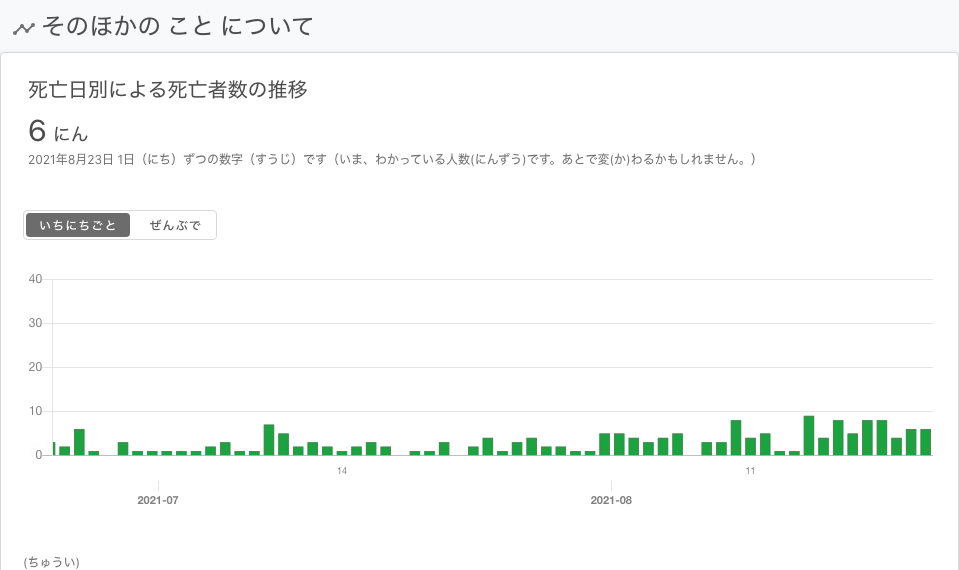 そのほかの こと について
死亡日別による死亡者数の推移
6 にん
2021年8月23日 1日（にち）ずつの数字（すうじ）です（いま、わかっている人数(にんずう)です。あとで変(か)わるかもしれません。）
いちにちごと ぜんぶで
40
30
20
10
0
14 11
2021-07 2021-08
(ちゅうい)